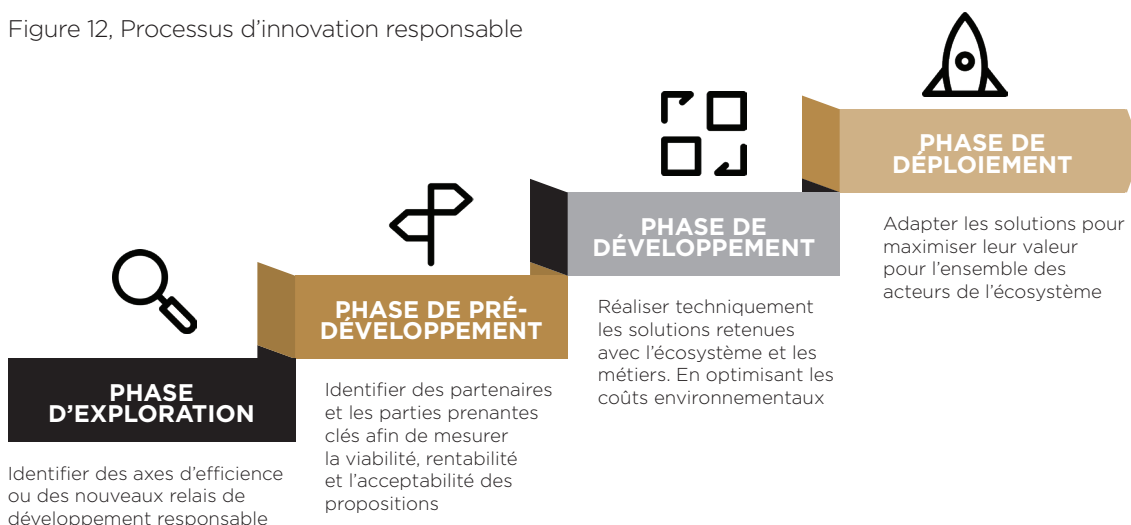 Figure 12, Processus d’innovation responsable
PHASE
D’EXPLORATION
Identifier des axes d’efficience
ou des nouveaux relais de
développement responsable
PHASE DE PRÉ-
DÉVELOPPEMENT
Identifier des partenaires
et les parties prenantes
clés afin de mesurer
la viabilité, rentabilité
et l’acceptabilité des
propositions
PHASE DE
DÉVELOPPEMENT
Réaliser techniquement
les solutions retenues
avec l’écosystème et les
métiers. En optimisant les
coûts environnementaux
PHASE DE
DÉPLOIEMENT
Adapter les solutions pour
maximiser leur valeur
pour l’ensemble des
acteurs de l’écosystème